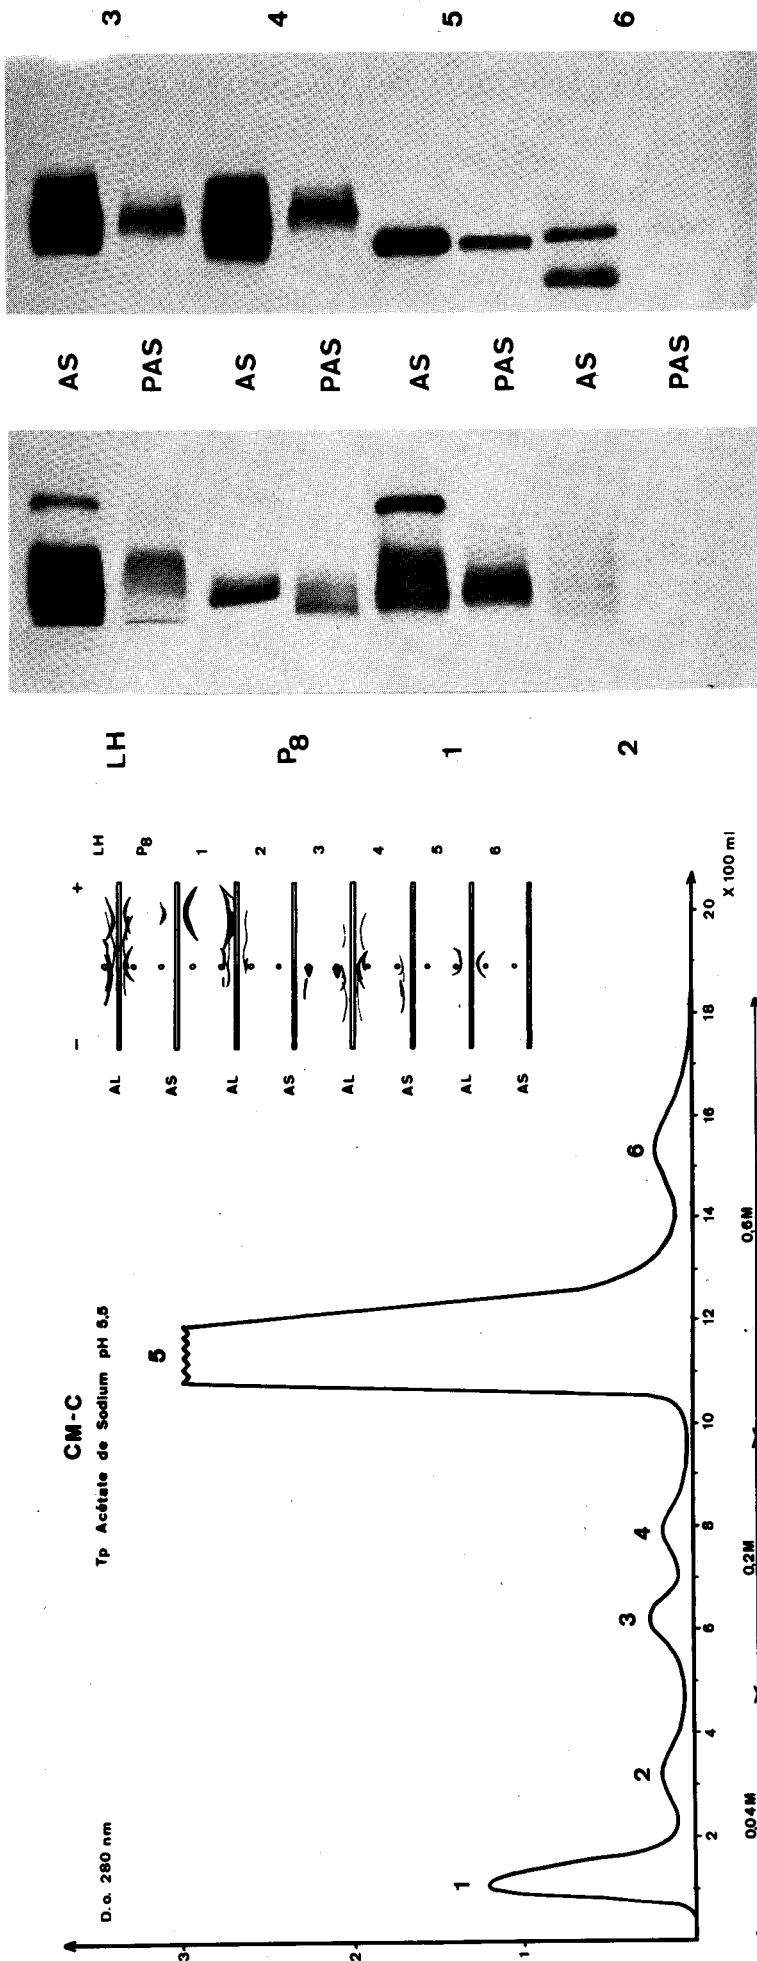 CM-C
Tp Acétate de Sodium pH 5,5
D.o. 280 nm
3
2
1
1
2
3
4
5
6
2
4
6
8
10
12
14
16
18
20
X 100 ml
0,04M
0,2M
0,6M
- +
AL
AS
AL
AS
AL
AS
AL
AS
LH
P8
1
2
3
4
5
6
LH
P8
1
2
AS
PAS
AS
PAS
AS
PAS
AS
PAS
3
4
5
6